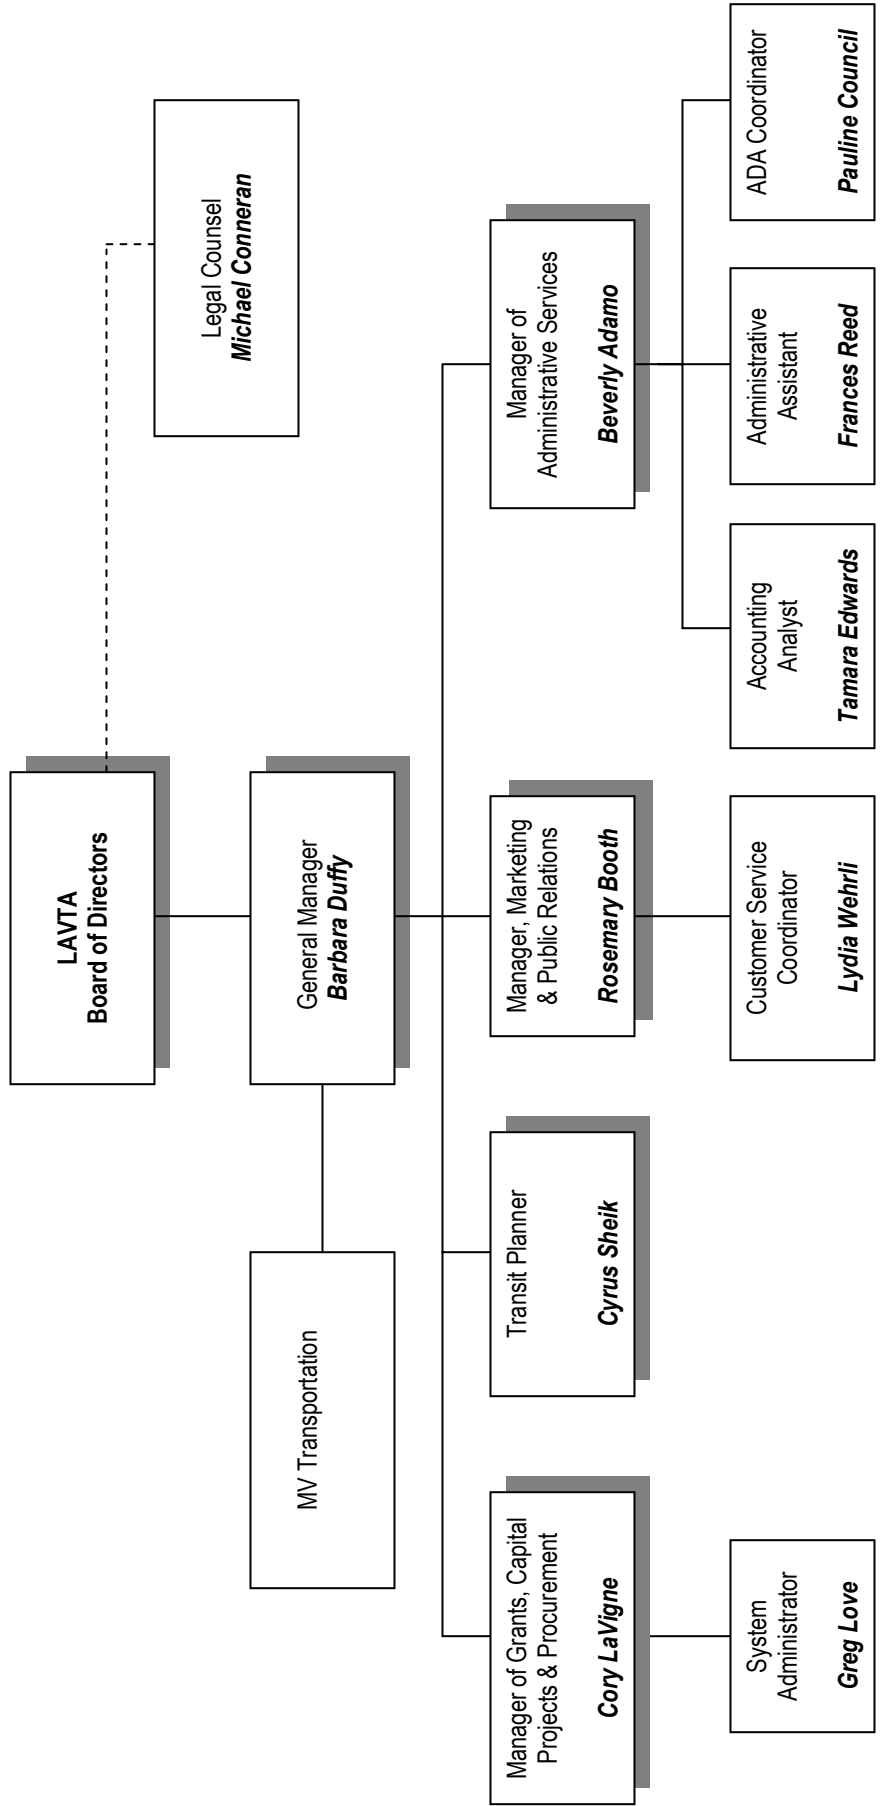 LAVTA
Board of Directors
Legal Counsel
Michael Conneran
MV Transportation
General Manager
Barbara Duffy
Manager of Grants, Capital
Projects & Procurement
Cory LaVigne
Transit Planner
Cyrus Sheik
Manager, Marketing
& Public Relations
Rosemary Booth
Manager of
Administrative Services
Beverly Adamo
System
Administrator
Greg Love
Customer Service
Coordinator
Lydia Wehrli
Accounting
Analyst
Tamara Edwards
Administrative
Assistant
Frances Reed
ADA Coordinator
Pauline Council